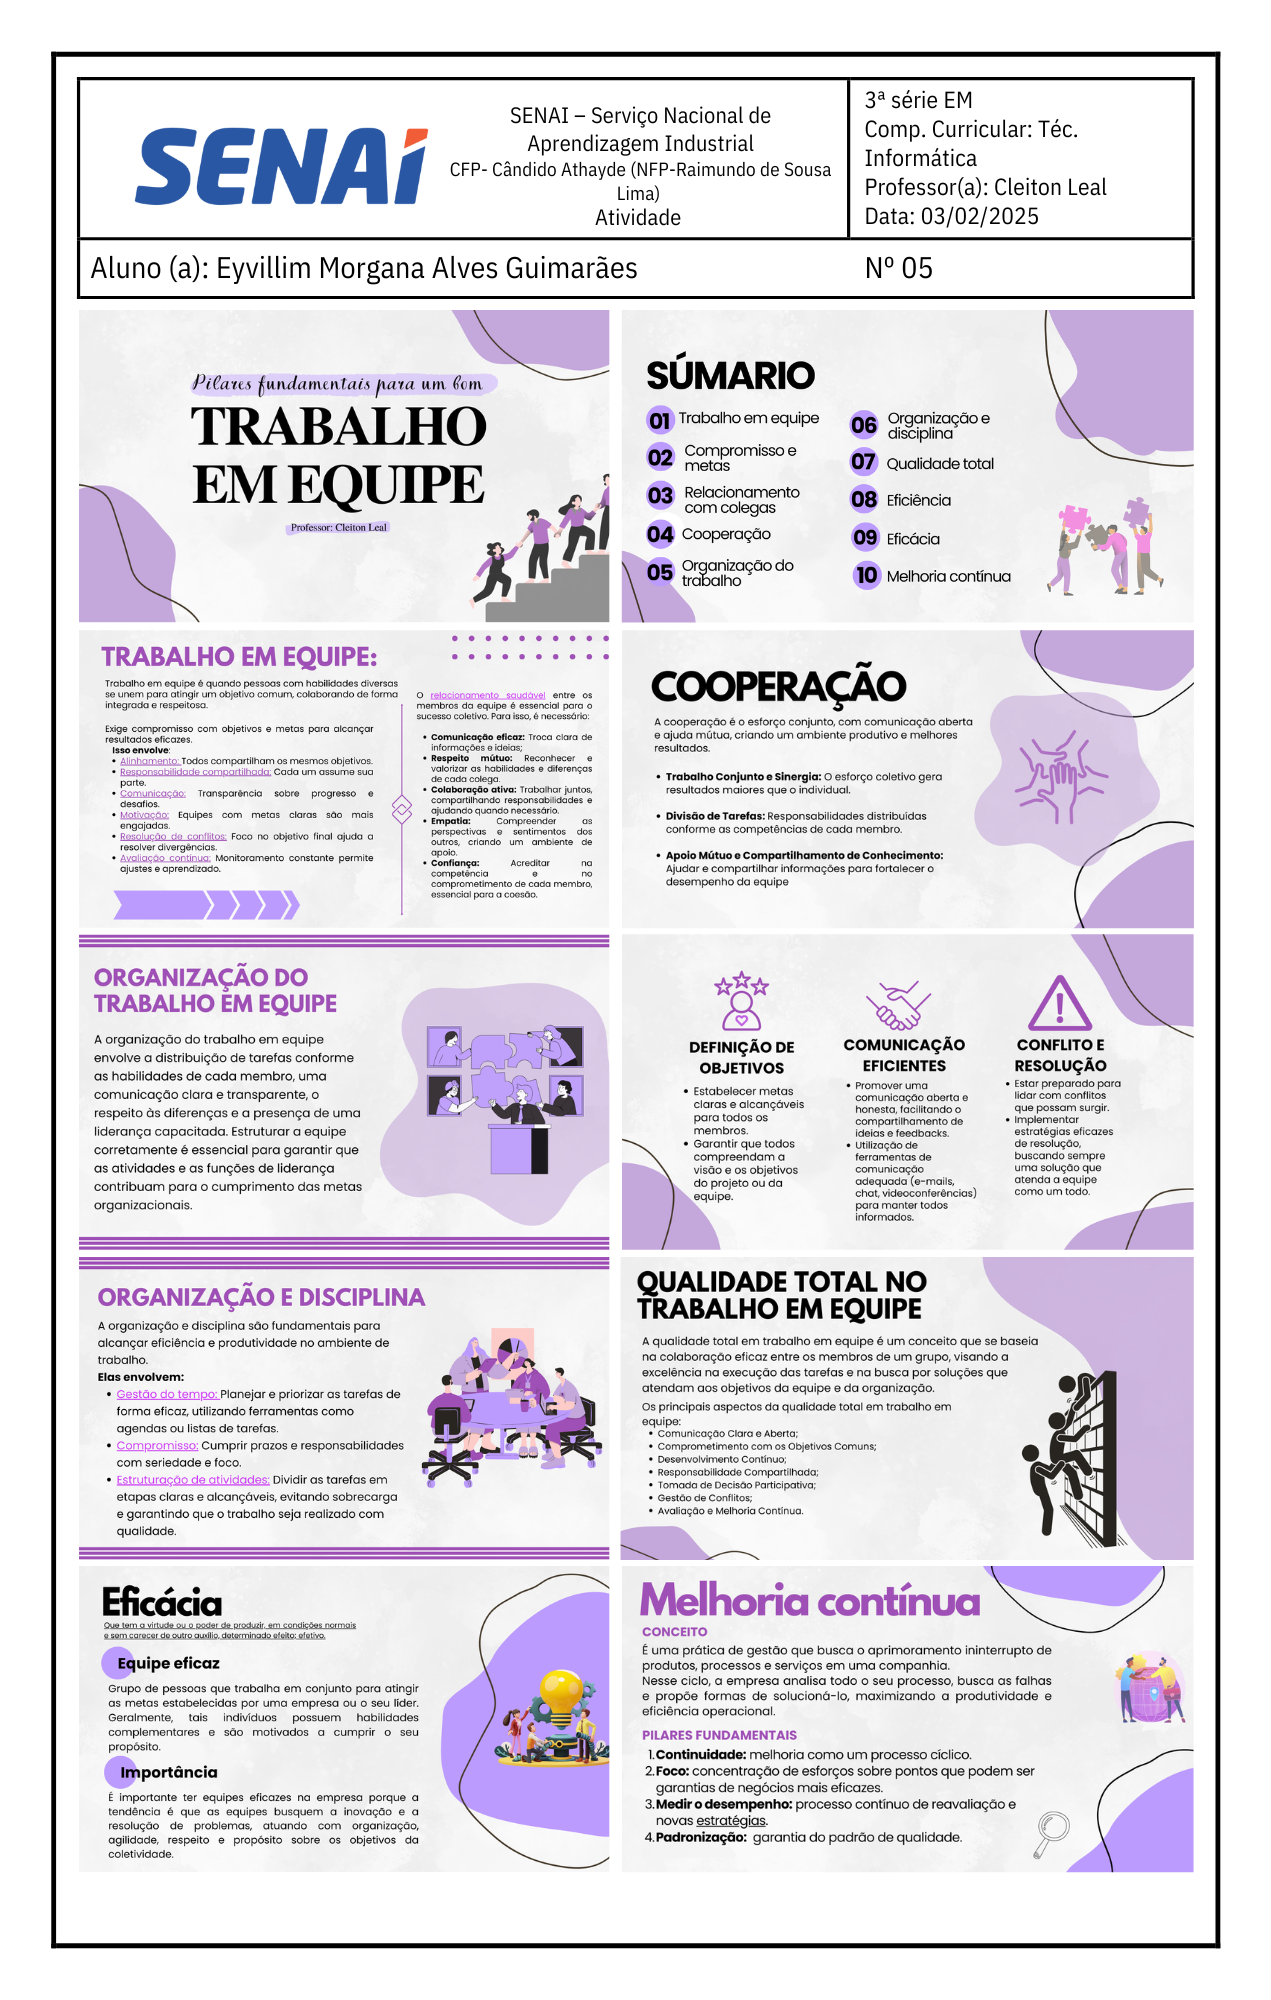 SENAI
SENAI – Serviço Nacional de
Aprendizagem Industrial
CFP- Cândido Athayde (NFP-Raimundo de Sousa
Lima)
Atividade
3ª série EM
Comp. Curricular: Téc.
Informática
Professor(a): Cleiton Leal
Data: 03/02/2025
Aluno (a): Eyvillim Morgana Alves Guimarães
Nº 05
Pilares fundamentais para um bom
TRABALHO
EM EQUIPE
Professor: Cleiton Leal
SÚMARIO
01 Trabalho em equipe
02 Compromisso e
metas
03 Relacionamento
com colegas
04 Cooperação
05 Organização do
trabalho
06 Organização e
disciplina
07 Qualidade total
08 Eficiência
09 Eficácia
10 Melhoria contínua
TRABALHO EM EQUIPE:
Trabalho em equipe é quando pessoas com habilidades diversas
se unem para atingir um objetivo comum, colaborando de forma
integrada e respeitosa.
Exige compromisso com objetivos e metas para alcançar
resultados eficazes.
Isso envolve:
• Alinhamento: Todos compartilham os mesmos objetivos.
• Responsabilidade compartilhada: Cada um assume sua
parte.
• Comunicação: Transparência sobre progresso e
desafios.
• Motivação: Equipes com metas claras são mais
engajadas.
• Resolução de conflitos: Foco no objetivo final ajuda a
resolver divergências.
• Avaliação contínua: Monitoramento constante permite
ajustes e aprendizado.
O relacionamento saudável entre os
membros da equipe é essencial para o
sucesso coletivo. Para isso, é necessário:
• Comunicação eficaz: Troca clara de
informações e ideias;
• Respeito mútuo: Reconhecer e
valorizar as habilidades e diferenças
de cada colega.
• Colaboração ativa: Trabalhar juntos,
compartilhando responsabilidades e
ajudando quando necessário.
• Empatia: Compreender as
perspectivas e sentimentos dos
outros, criando um ambiente de
apoio.
• Confiança: Acreditar na
competência e no
comprometimento de cada membro,
essencial para a coesão.
COOPERAÇÃO
A cooperação é o esforço conjunto, com comunicação aberta
e ajuda mútua, criando um ambiente produtivo e melhores
resultados.
• Trabalho Conjunto e Sinergia: O esforço coletivo gera
resultados maiores que o individual.
• Divisão de Tarefas: Responsabilidades distribuídas
conforme as competências de cada membro.
• Apoio Mútuo e Compartilhamento de Conhecimento:
Ajudar e compartilhar informações para fortalecer o
desempenho da equipe
ORGANIZAÇÃO DO
TRABALHO EM EQUIPE
A organização do trabalho em equipe
envolve a distribuição de tarefas conforme
as habilidades de cada membro, uma
comunicação clara e transparente, o
respeito às diferenças e a presença de uma
liderança capacitada. Estruturar a equipe
corretamente é essencial para garantir que
as atividades e as funções de liderança
contribuam para o cumprimento das metas
organizacionais.
DEFINIÇÃO DE
OBJETIVOS
• Estabelecer metas
claras e alcançáveis
para todos os
membros.
• Garantir que todos
compreendam a
visão e os objetivos
do projeto ou da
equipe.
COMUNICAÇÃO
EFICIENTES
• Promover uma
comunicação aberta e
honesta, facilitando o
compartilhamento de
ideias e feedbacks.
• Utilização de
ferramentas de
comunicação
adequada (e-mails,
chat, videoconferências)
para manter todos
informados.
CONFLITO E
RESOLUÇÃO
• Estar preparado para
lidar com conflitos
que possam surgir.
• Implementar
estratégias eficazes
de resolução,
buscando sempre
uma solução que
atenda a equipe
como um todo.
ORGANIZAÇÃO E DISCIPLINA
A organização e disciplina são fundamentais para
alcançar eficiência e produtividade no ambiente de
trabalho.
Elas envolvem:
• Gestão do tempo: Planejar e priorizar as tarefas de
forma eficaz, utilizando ferramentas como
agendas ou listas de tarefas.
• Compromisso: Cumprir prazos e responsabilidades
com seriedade e foco.
• Estruturação de atividades: Dividir as tarefas em
etapas claras e alcançáveis, evitando sobrecarga
e garantindo que o trabalho seja realizado com
qualidade.
QUALIDADE TOTAL NO
TRABALHO EM EQUIPE
A qualidade total em trabalho em equipe é um conceito que se baseia
na colaboração eficaz entre os membros de um grupo, visando a
excelência na execução das tarefas e na busca por soluções que
atendam aos objetivos da equipe e da organização.
Os principais aspectos da qualidade total em trabalho em
equipe:
• Comunicação Clara e Aberta;
• Comprometimento com os Objetivos Comuns;
• Desenvolvimento Contínuo;
• Responsabilidade Compartilhada;
• Tomada de Decisão Participativa;
• Gestão de Conflitos;
• Avaliação e Melhoria Contínua.
Eficácia
Que tem a virtude ou o poder de produzir, em condições normais
e sem carecer de outro auxílio, determinado efeito; efetivo.
Equipe eficaz
Grupo de pessoas que trabalha em conjunto para atingir
as metas estabelecidas por uma empresa ou o seu líder.
Geralmente, tais indivíduos possuem habilidades
complementares e são motivados a cumprir o seu
propósito.
Importância
É importante ter equipes eficazes na empresa porque a
tendência é que as equipes busquem a inovação e a
resolução de problemas, atuando com organização,
agilidade, respeito e propósito sobre os objetivos da
coletividade.
Melhoria contínua
CONCEITO
É uma prática de gestão que busca o aprimoramento ininterrupto de
produtos, processos e serviços em uma companhia.
Nesse ciclo, a empresa analisa todo o seu processo, busca as falhas
e propõe formas de solucioná-lo, maximizando a produtividade e
eficiência operacional.
PILARES FUNDAMENTAIS
1. Continuidade: melhoria como um processo cíclico.
2. Foco: concentração de esforços sobre pontos que podem ser
garantias de negócios mais eficazes.
3. Medir o desempenho: processo contínuo de reavaliação e
novas estratégias.
4. Padronização: garantia do padrão de qualidade.